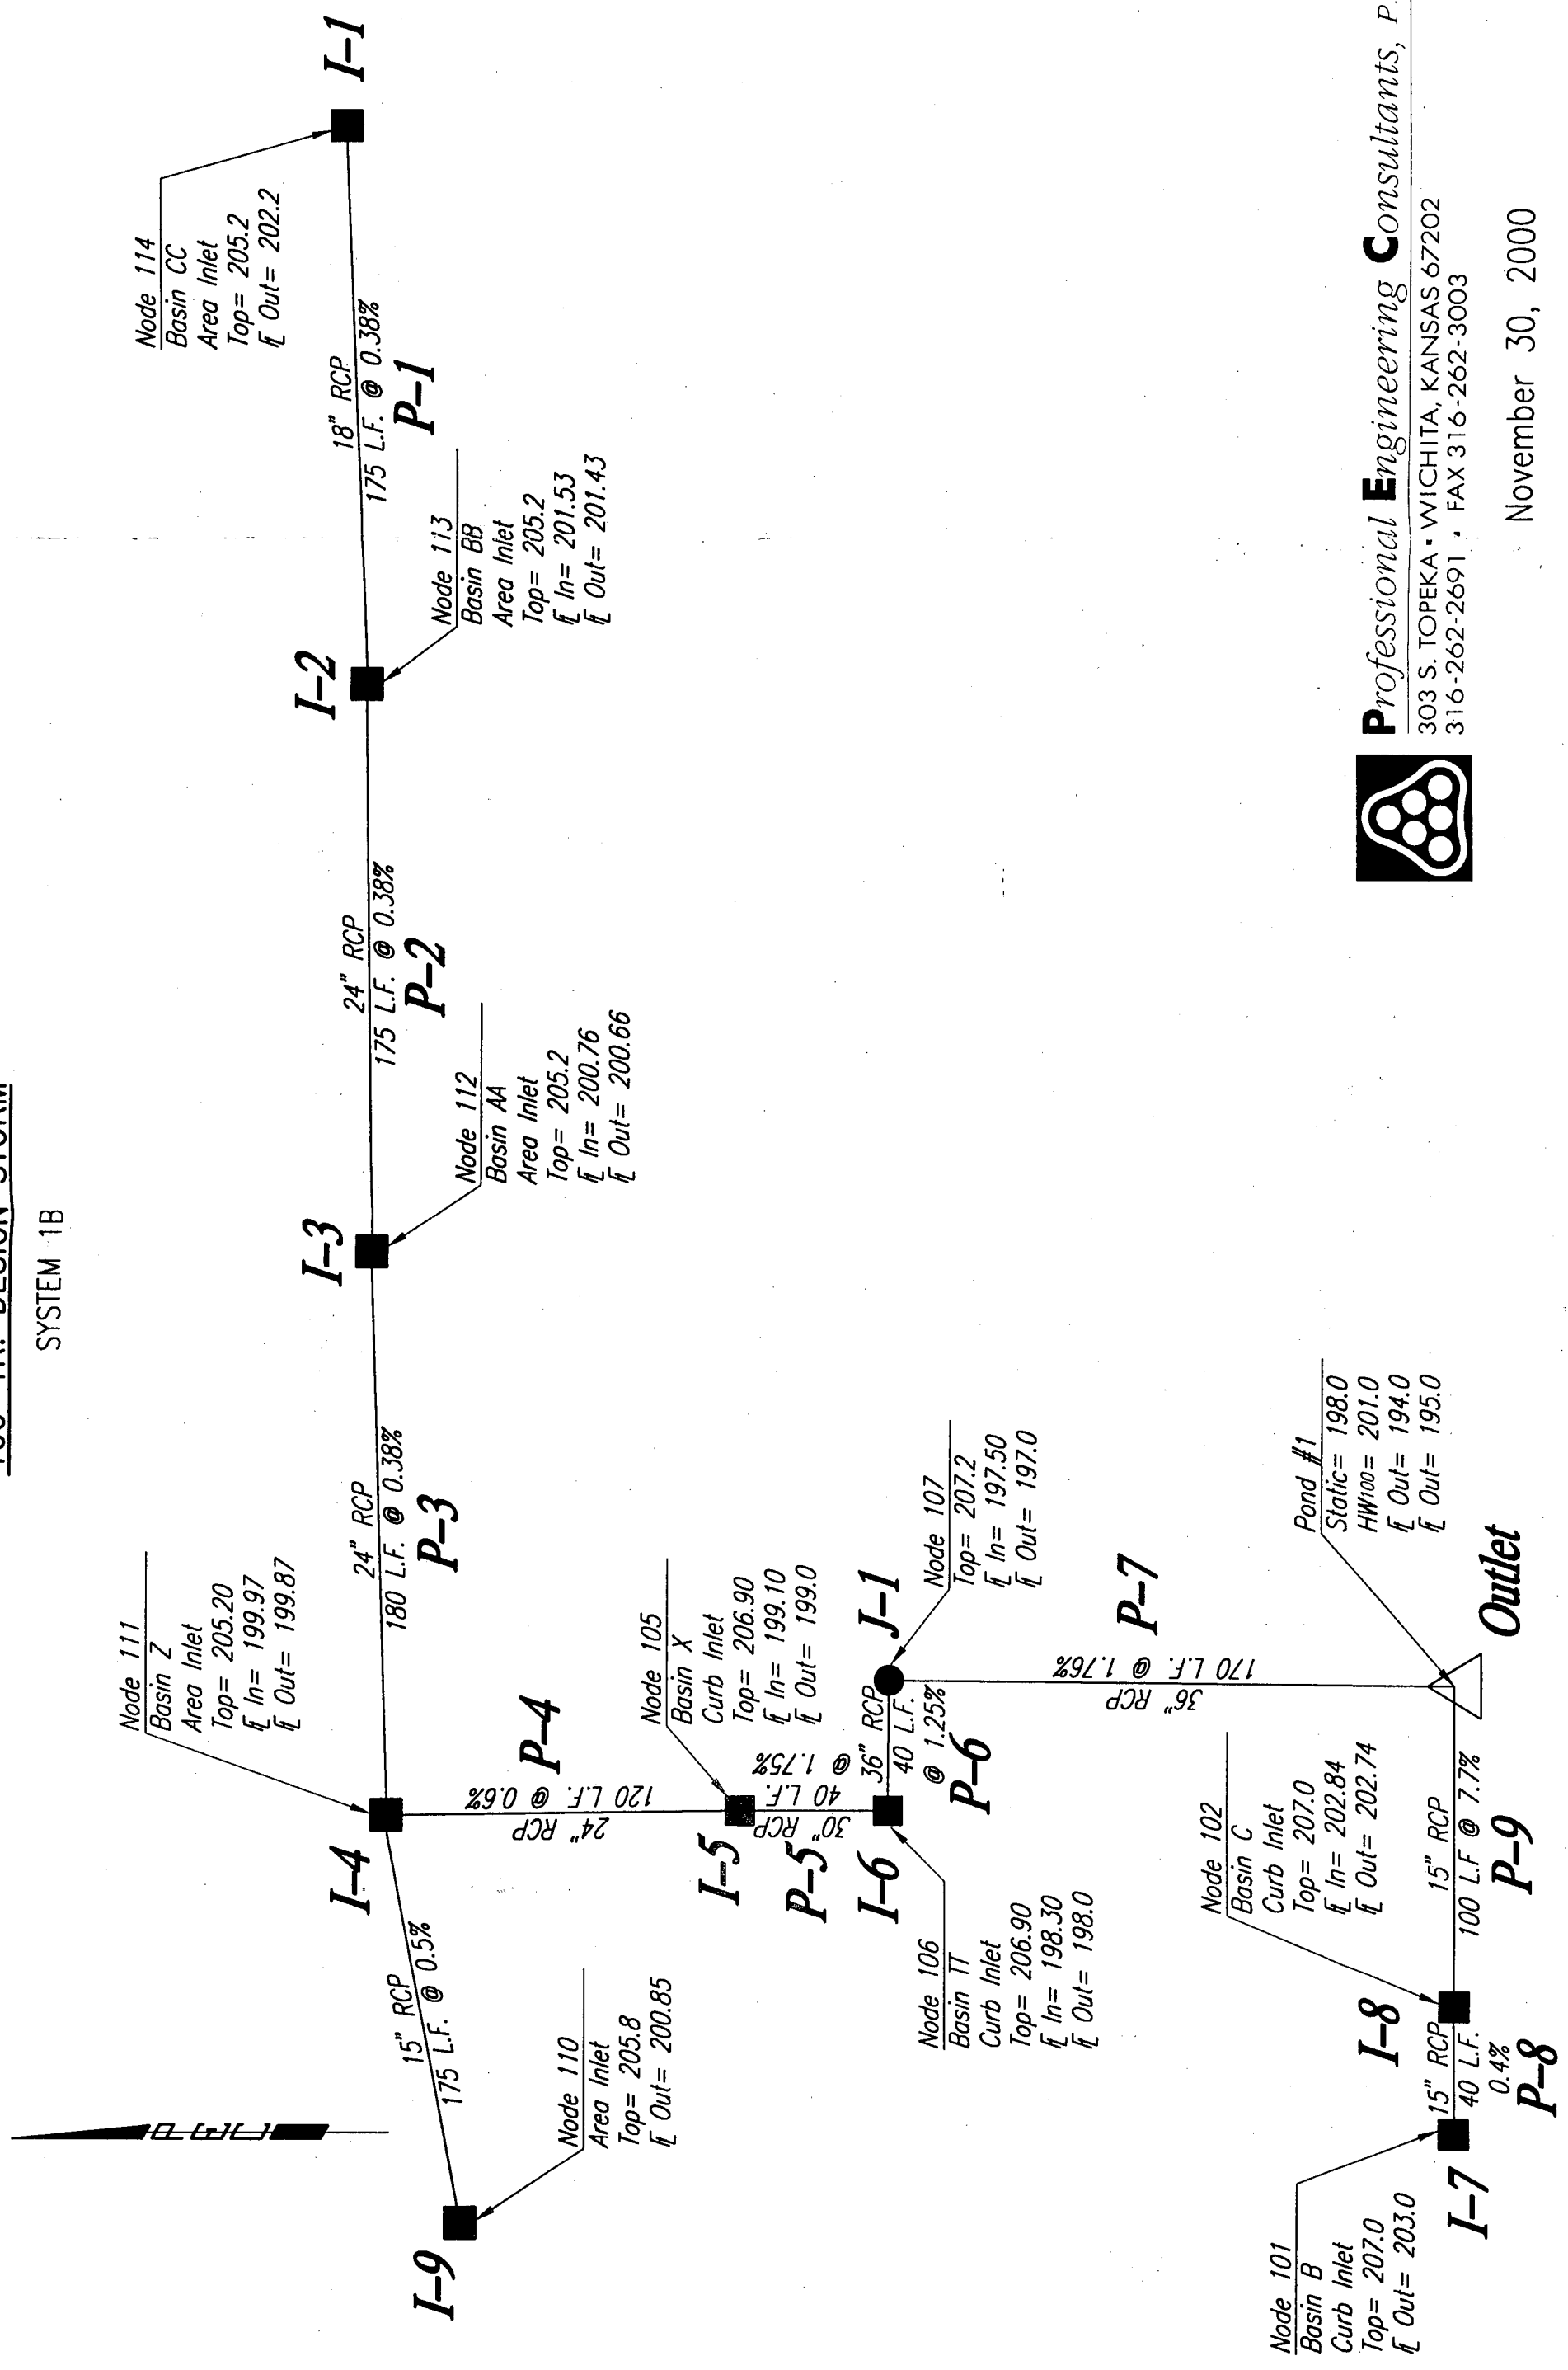 SYSTEM 1B
Node 114
Basin CC
Area Inlet
Top= 205.2
℄ Out= 202.2
I-1
18" RCP
175 L.F. @ 0.38%
P-1
I-2
Node 113
Basin BB
Area Inlet
Top= 205.2
℄ In= 201.53
℄ Out= 201.43
24" RCP
175 L.F. @ 0.38%
P-2
I-3
Node 112
Basin AA
Area Inlet
Top= 205.2
℄ In= 200.76
℄ Out= 200.66
24" RCP
180 L.F. @ 0.38%
P-3
Node 111
Basin Z
Area Inlet
Top= 205.20
℄ In= 199.97
℄ Out= 199.87
I-4
15" RCP
175 L.F. @ 0.5%
I-9
Node 110
Area Inlet
Top= 205.8
℄ Out= 200.85
24" RCP
120 L.F. @ 0.6%
P-4
Node 105
Basin X
Curb Inlet
Top= 206.90
℄ In= 199.10
℄ Out= 199.0
I-5
30" RCP
40 L.F. @ 1.75%
P-5
I-6
Node 106
Basin TT
Curb Inlet
Top= 206.90
℄ In= 198.30
℄ Out= 198.0
36" RCP
40 L.F.
@ 1.25%
P-6
J-1
Node 107
Top= 207.2
℄ In= 197.50
℄ Out= 197.0
36" RCP
170 L.F. @ 1.76%
P-7
Pond #1
Static= 198.0
HW100= 201.0
℄ Out= 194.0
℄ Out= 195.0
Outlet
Node 102
Basin C
Curb Inlet
Top= 207.0
℄ In= 202.84
℄ Out= 202.74
15" RCP
100 L.F @ 7.7%
P-9
I-8
15" RCP
40 L.F.
0.4%
P-8
Node 101
Basin B
Curb Inlet
Top= 207.0
℄ Out= 203.0
I-7
PEC
Professional Engineering Consultants, P.
303 S. TOPEKA • WICHITA, KANSAS 67202
316-262-2691 • FAX 316-262-3003
November 30, 2000